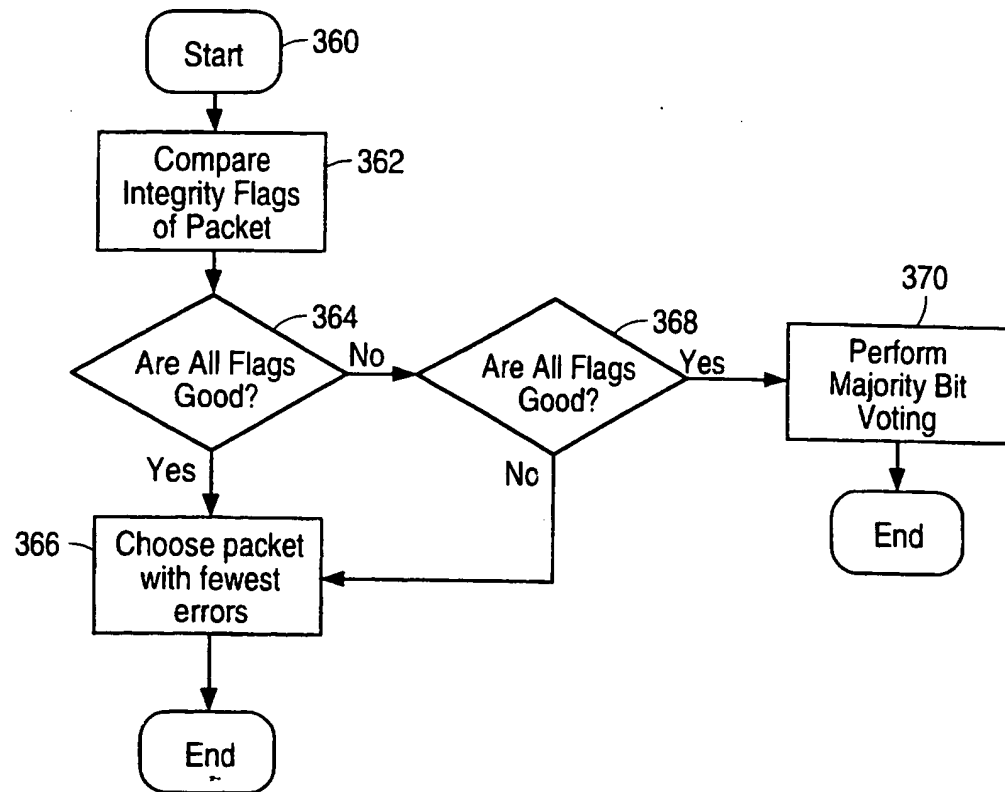 Start
360
Compare
Integrity Flags
of Packet
362
364
Are All Flags
Good?
No
Yes
368
Are All Flags
Good?
Yes
No
370
Perform
Majority Bit
Voting
End
366
Choose packet
with fewest
errors
End